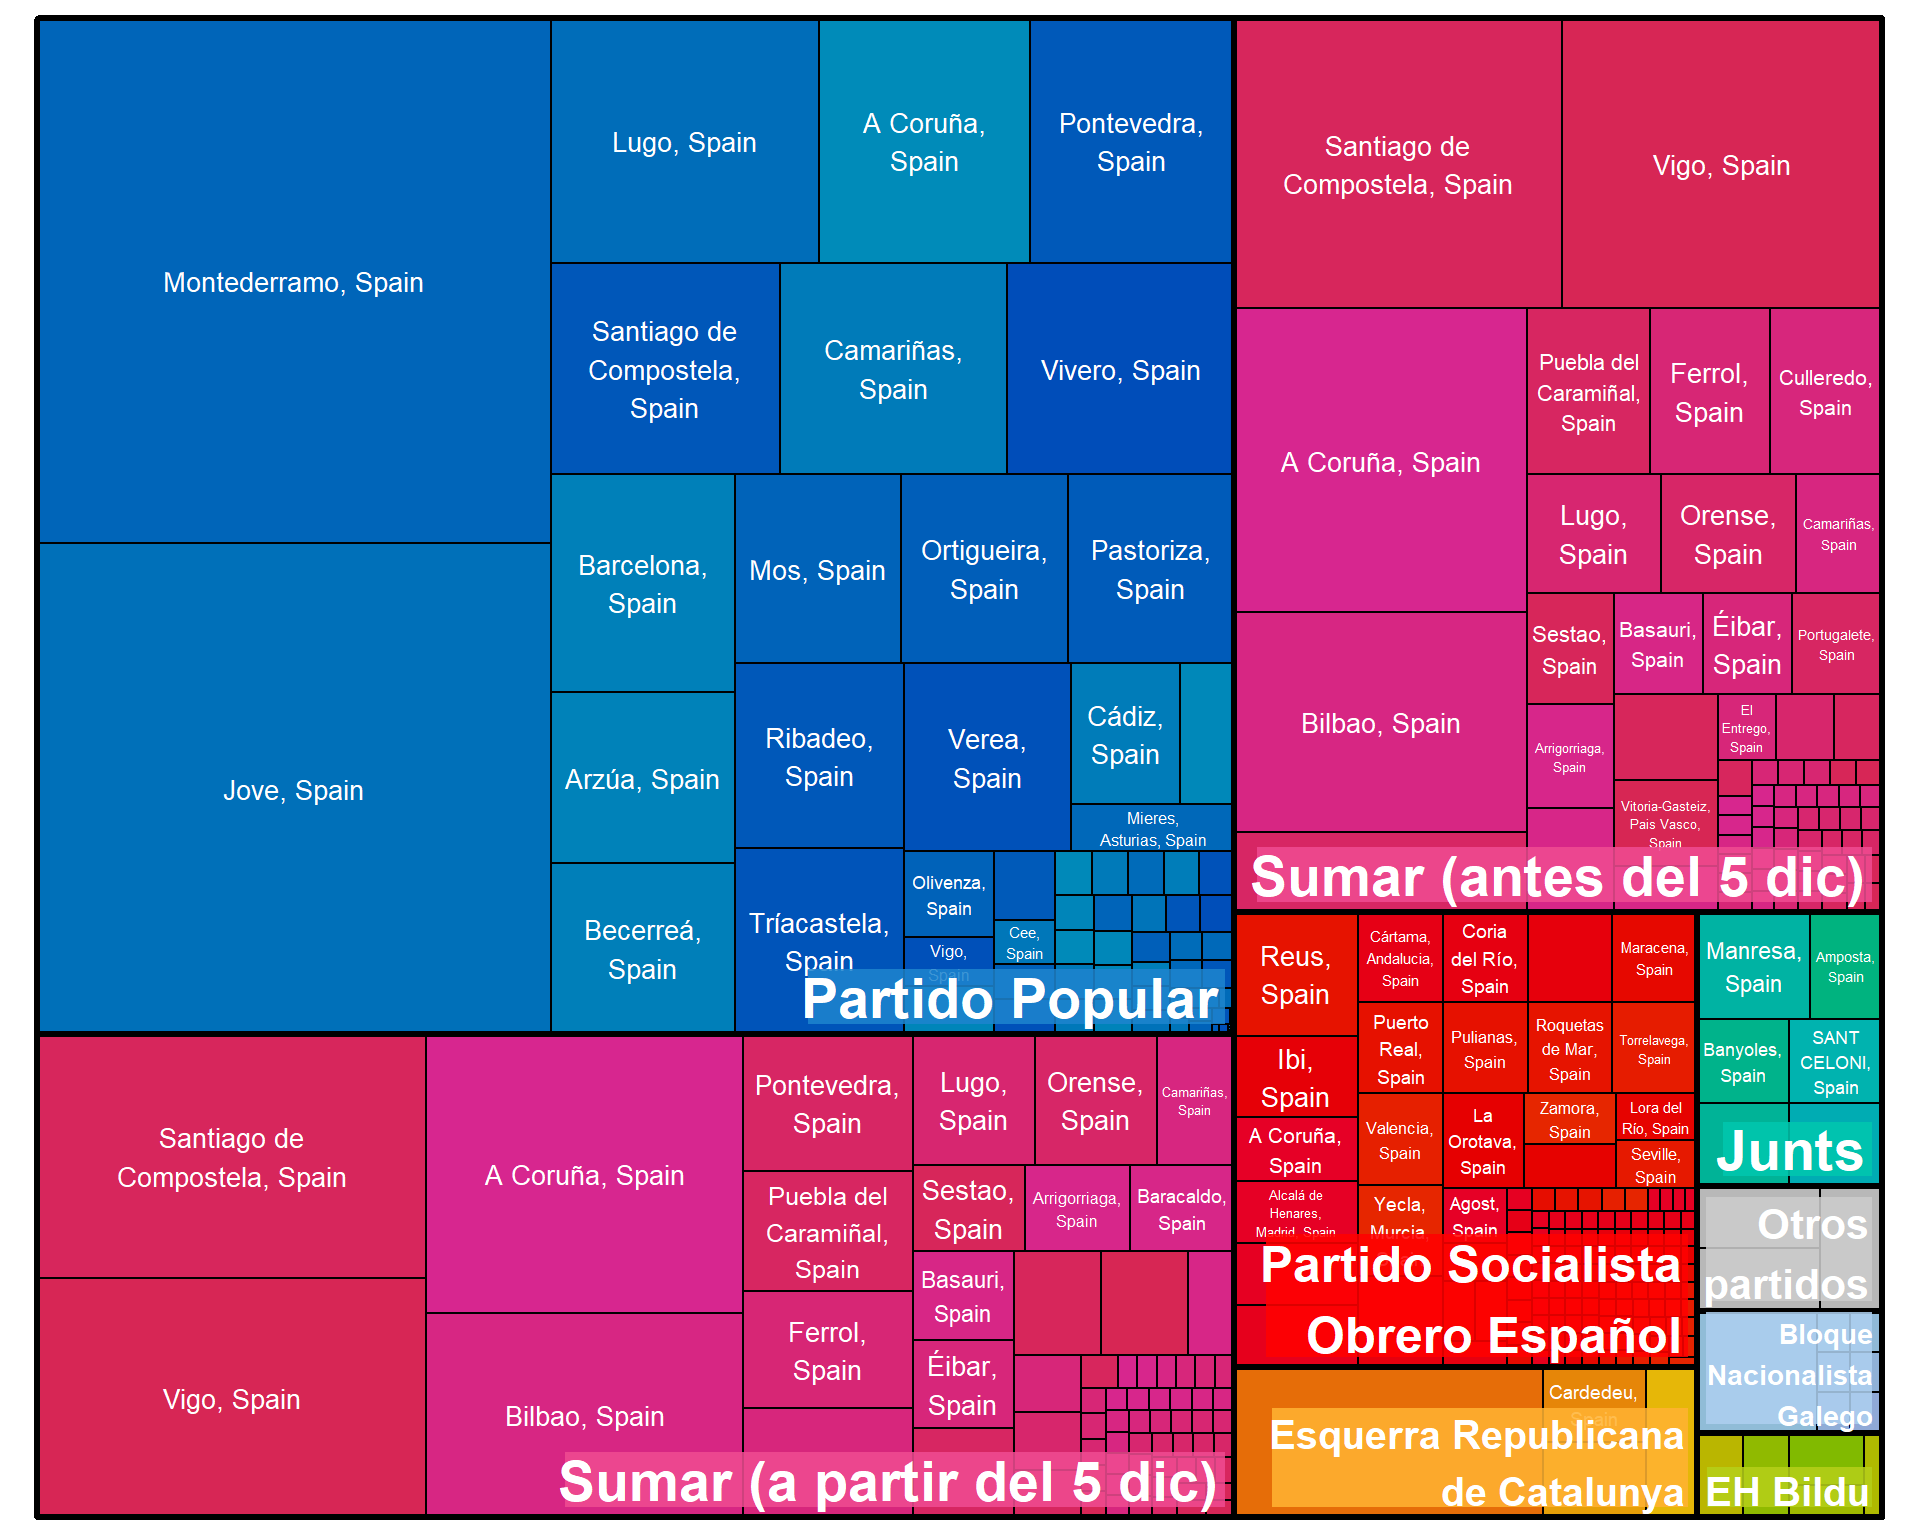 Montederramo, Spain
Jove, Spain
Lugo, Spain
A Coruña,
Spain
Pontevedra,
Spain
Santiago de
Compostela,
Spain
Camariñas,
Spain
Vivero, Spain
Barcelona,
Spain
Mos, Spain
Ortigueira,
Spain
Pastoriza,
Spain
Arzúa, Spain
Becerreá,
Spain
Ribadeo,
Spain
Verea,
Spain
Cádiz,
Spain
Mieres,
Asturias, Spain
Tríacastela,
Spain
Olivenza,
Spain
Vigo,
Spain
Cee,
Spain
Partido Popular
Santiago de
Compostela, Spain
Vigo, Spain
A Coruña, Spain
Bilbao, Spain
Puebla del
Caramiñal,
Spain
Ferrol,
Spain
Culleredo,
Spain
Lugo,
Spain
Orense,
Spain
Camariñas,
Spain
Sestao,
Spain
Basauri,
Spain
Éibar,
Spain
Portugalete,
Spain
Arrigorriaga,
Spain
El
Entrego,
Spain
Vitoria-Gasteiz,
Pais Vasco,
Spain
Sumar (antes del 5 dic)
Santiago de
Compostela, Spain
Vigo, Spain
A Coruña, Spain
Bilbao, Spain
Pontevedra,
Spain
Puebla del
Caramiñal,
Spain
Ferrol,
Spain
Lugo,
Spain
Orense,
Spain
Camariñas,
Spain
Sestao,
Spain
Arrigorriaga,
Spain
Baracaldo,
Spain
Basauri,
Spain
Éibar,
Spain
Sumar (a partir del 5 dic)
Reus,
Spain
Ibi,
Spain
A Coruña,
Spain
Alcalá de
Henares,
Madrid, Spain
Cártama,
Andalucia,
Spain
Coria
del Río,
Spain
Maracena,
Spain
Puerto
Real,
Spain
Pulianas,
Spain
Roquetas
de Mar,
Spain
Torrelavega,
Spain
Valencia,
Spain
La
Orotava,
Spain
Zamora,
Spain
Lora del
Río, Spain
Seville,
Spain
Yecla,
Murcia,
Agost,
Spain
Partido Socialista
Obrero Español
Cardedeu,
Spain
Esquerra Republicana
de Catalunya
Manresa,
Spain
Amposta,
Spain
Banyoles,
Spain
SANT
CELONI,
Spain
Junts
Otros
partidos
Bloque
Nacionalista
Galego
EH Bildu